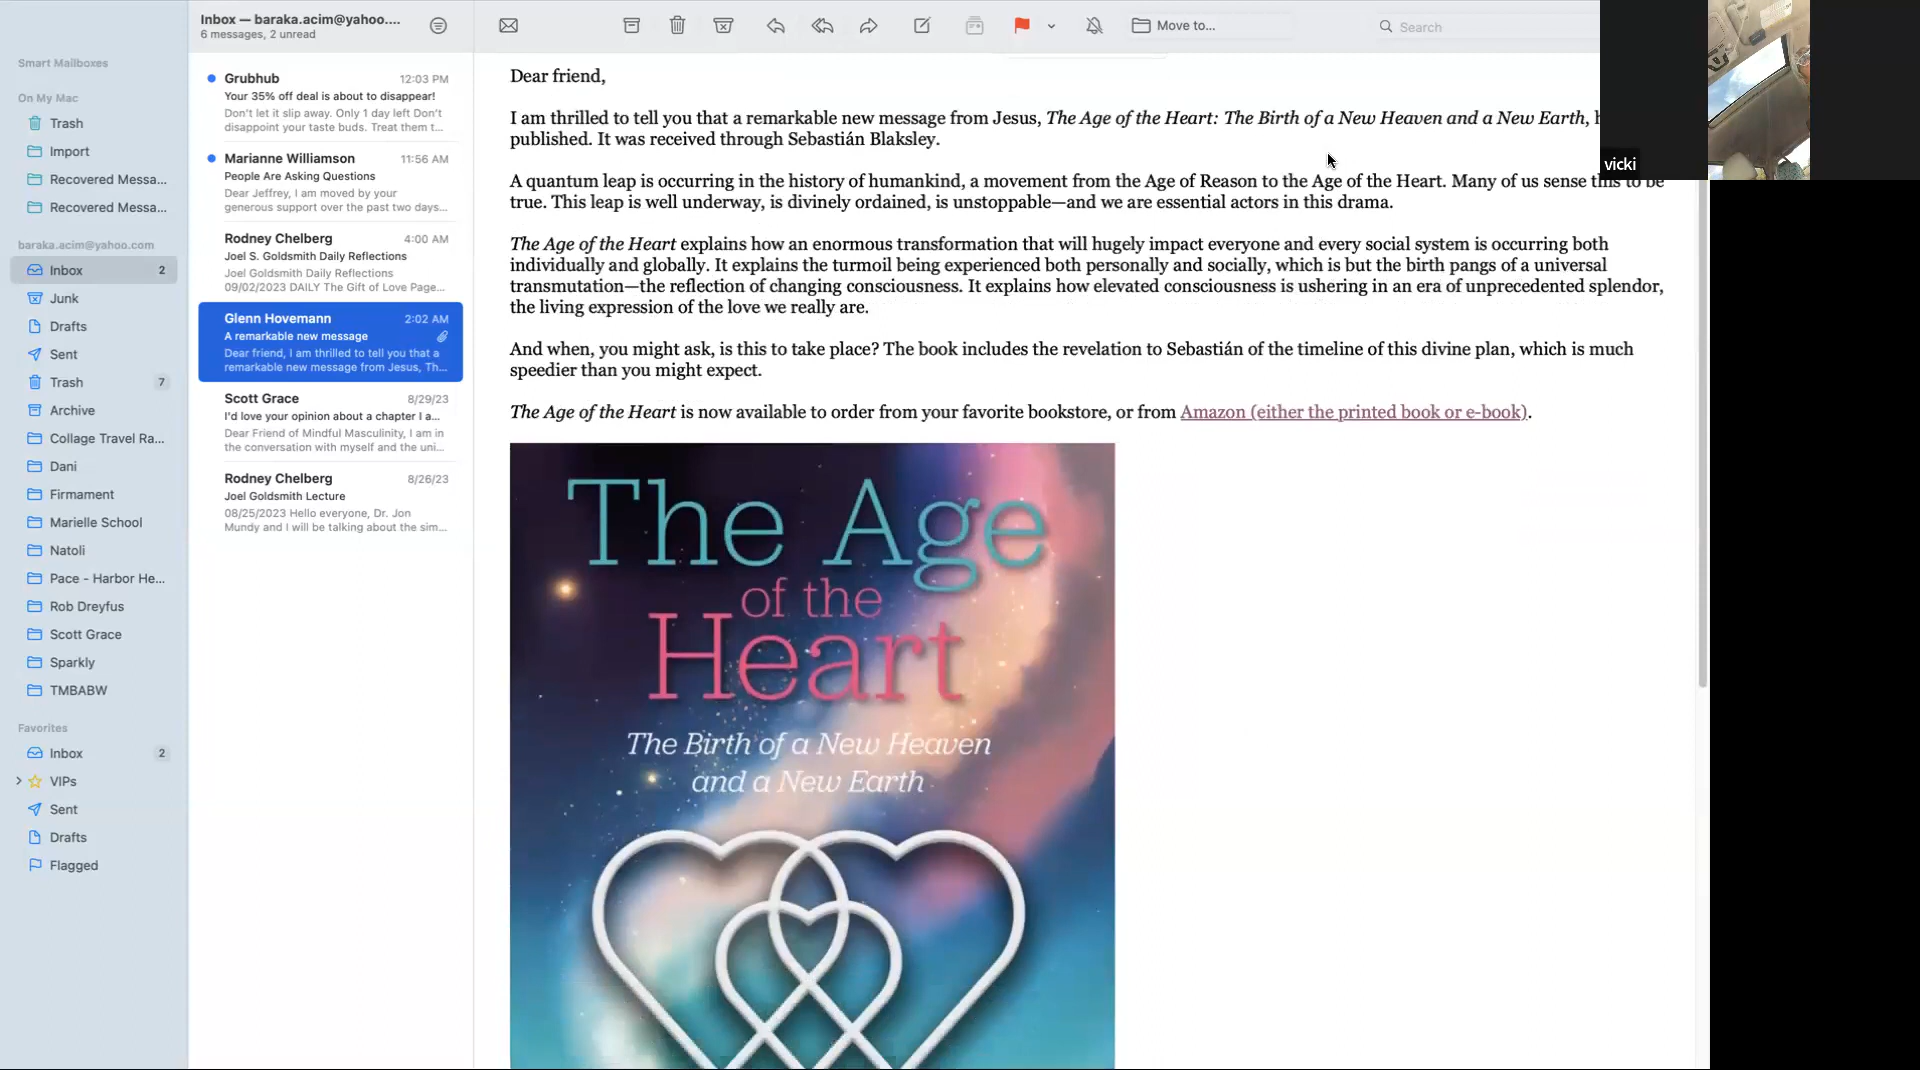 Smart Mailboxes
On My Mac
Trash
Import
Recovered Messa...
Recovered Messa...
baraka.acim@yahoo.com
Inbox 2
Junk
Drafts
Sent
Trash 7
Archive
Collage Travel Ra...
Dani
Firmament
Marielle School
Natoli
Pace - Harbor He...
Rob Dreyfus
Scott Grace
Sparkly
TMBABW
Favorites
Inbox 2
VIPs
Sent
Drafts
Flagged
Inbox — baraka.acim@yahoo....
6 messages, 2 unread
Grubhub 12:03 PM
Your 35% off deal is about to disappear!
Don't let it slip away. Only 1 day left Don't
disappoint your taste buds. Treat them t...
Marianne Williamson 11:56 AM
People Are Asking Questions
Dear Jeffrey, I am moved by your
generous support over the past two days...
Rodney Chelberg 4:00 AM
Joel S. Goldsmith Daily Reflections
Joel Goldsmith Daily Reflections
09/02/2023 DAILY The Gift of Love Page...
Glenn Hovemann 2:02 AM
A remarkable new message
Dear friend, I am thrilled to tell you that a
remarkable new message from Jesus, Th...
Scott Grace 8/29/23
I'd love your opinion about a chapter I a...
Dear Friend of Mindful Masculinity, I am in
the conversation with myself and the uni...
Rodney Chelberg 8/26/23
Joel Goldsmith Lecture
08/25/2023 Hello everyone, Dr. Jon
Mundy and I will be talking about the sim...
Move to...
Search
Dear friend,
I am thrilled to tell you that a remarkable new message from Jesus, The Age of the Heart: The Birth of a New Heaven and a New Earth,
published. It was received through Sebastián Blaksley.
A quantum leap is occurring in the history of humankind, a movement from the Age of Reason to the Age of the Heart. Many of us sense this to be
true. This leap is well underway, is divinely ordained, is unstoppable—and we are essential actors in this drama.
The Age of the Heart explains how an enormous transformation that will hugely impact everyone and every social system is occurring both
individually and globally. It explains the turmoil being experienced both personally and socially, which is but the birth pangs of a universal
transmutation—the reflection of changing consciousness. It explains how elevated consciousness is ushering in an era of unprecedented splendor,
the living expression of the love we really are.
And when, you might ask, is this to take place? The book includes the revelation to Sebastián of the timeline of this divine plan, which is much
speedier than you might expect.
The Age of the Heart is now available to order from your favorite bookstore, or from Amazon (either the printed book or e-book).
The Age
of the
Heart
The Birth of a New Heaven
and a New Earth
vicki